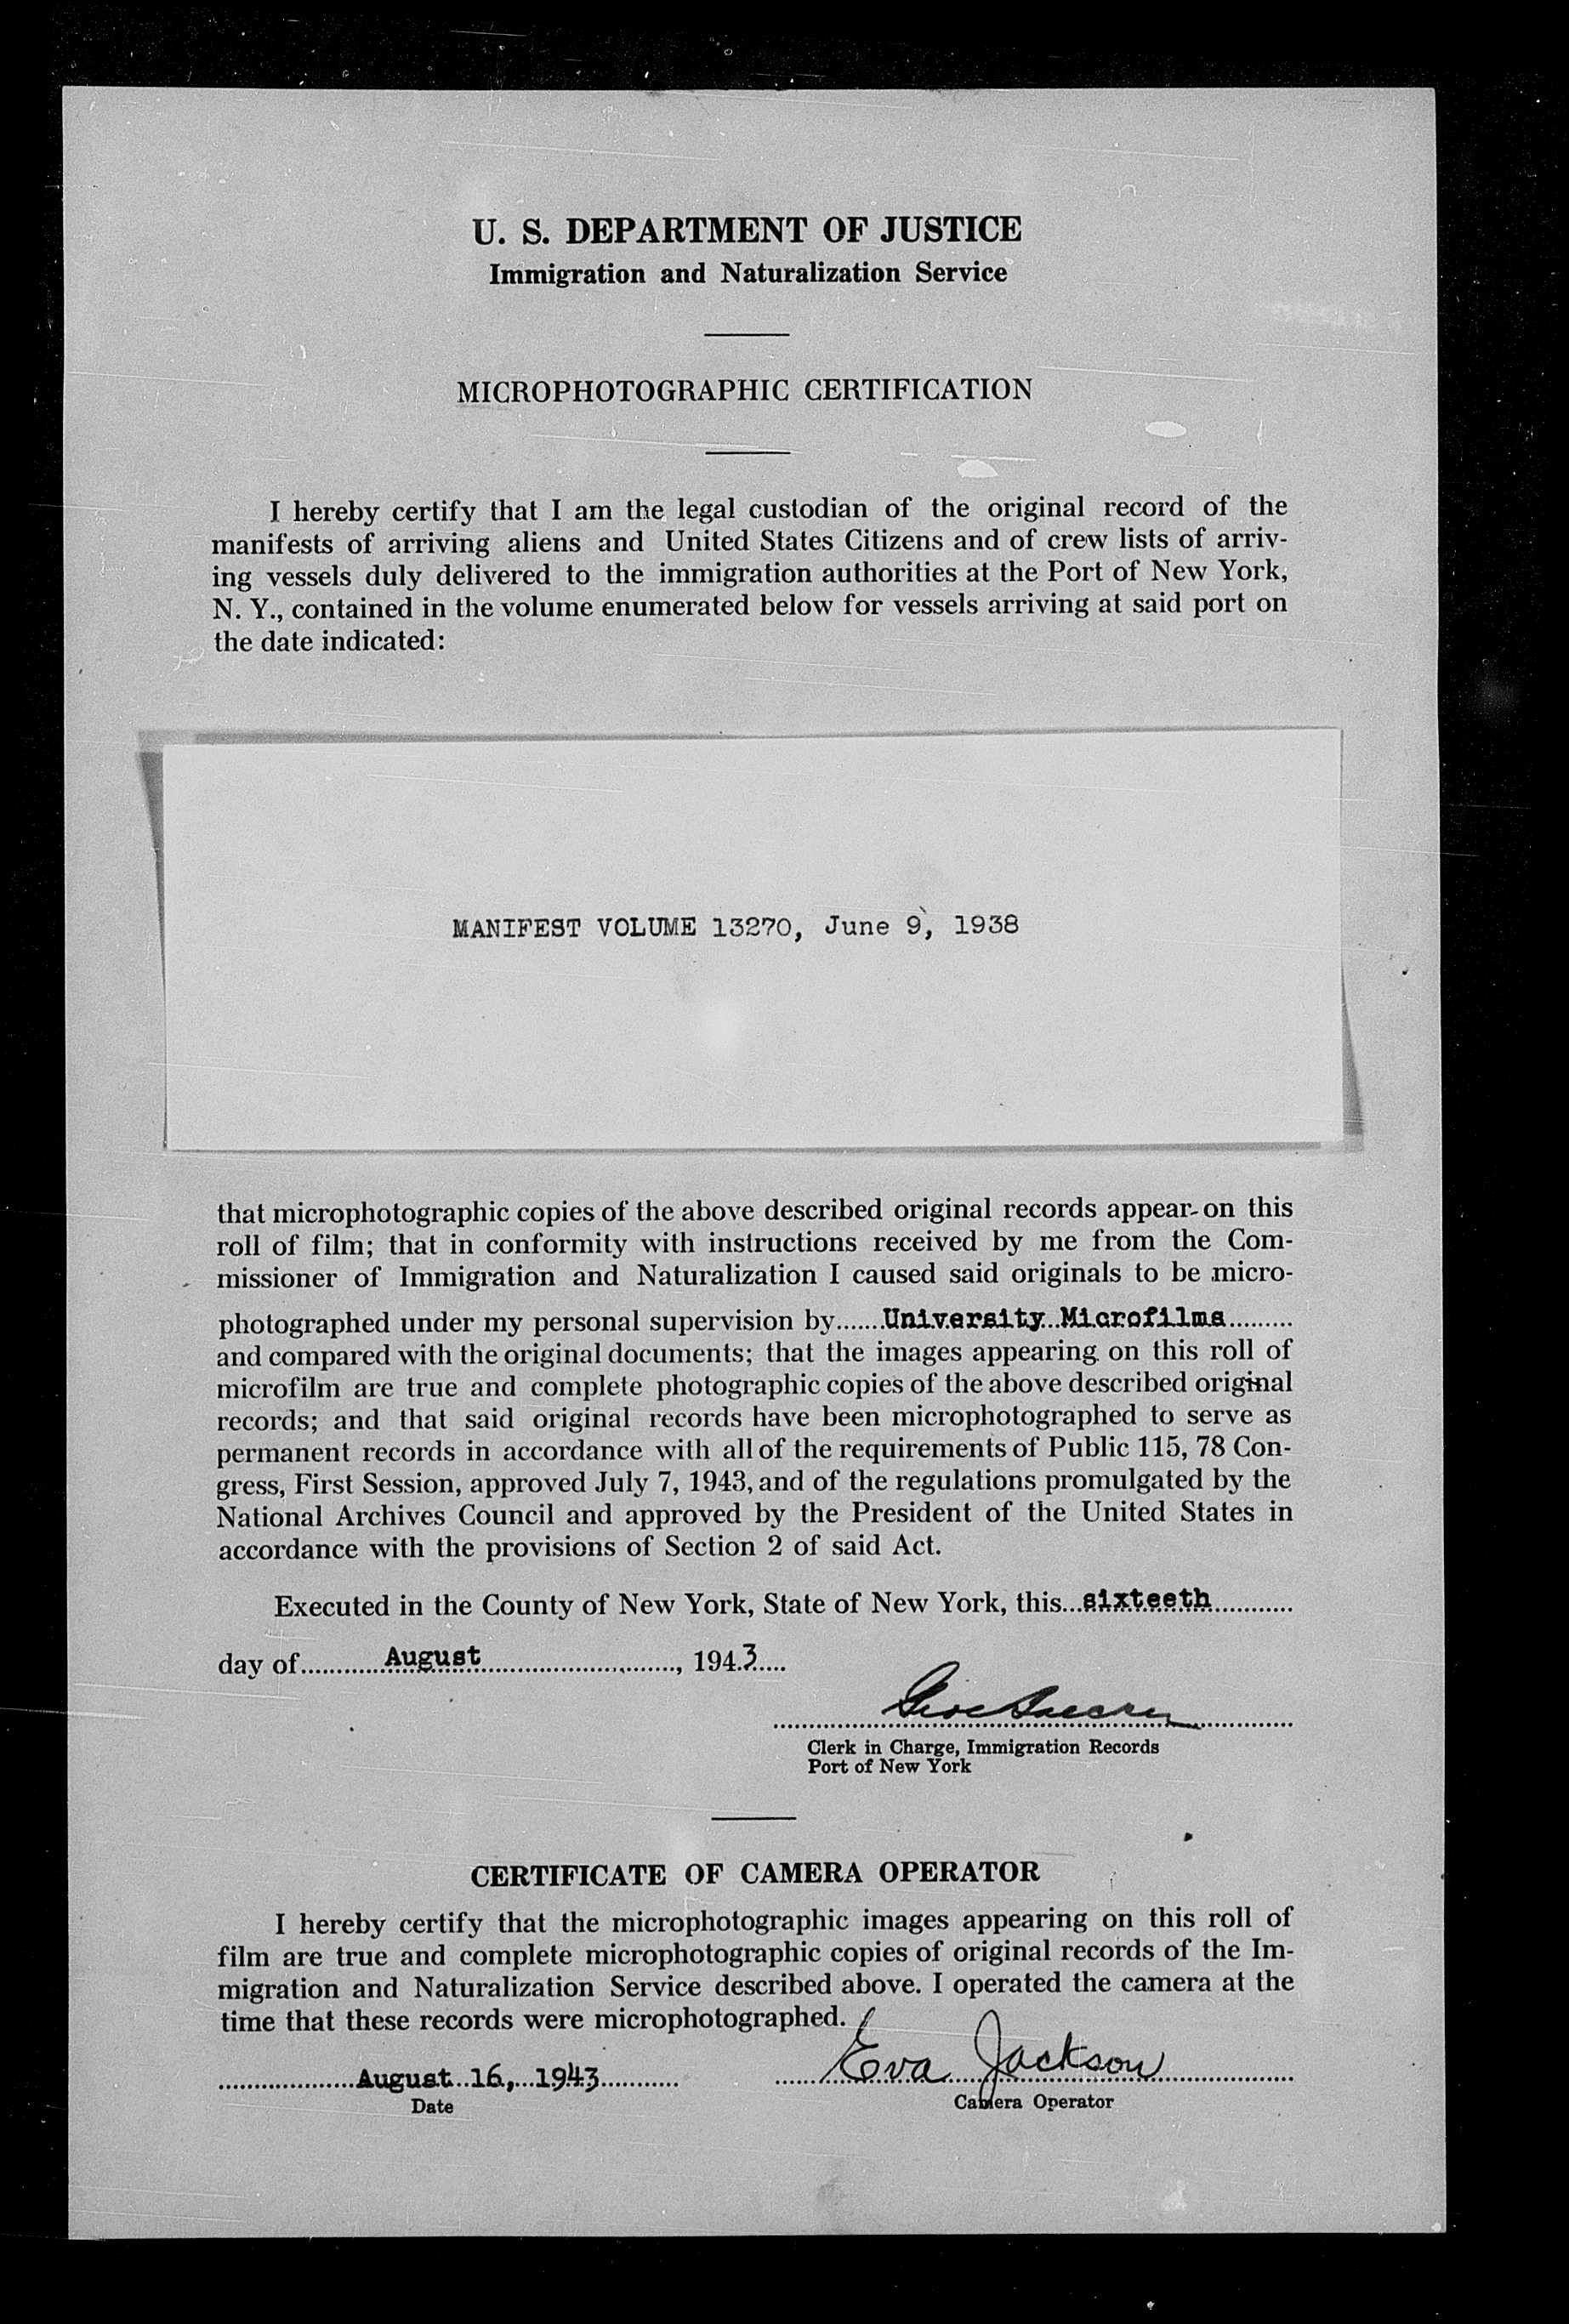 U. S. DEPARTMENT OF JUSTICE
Immigration and Naturalization Service
MICROPHOTOGRAPHIC CERTIFICATION
I hereby certify that I am the legal custodian of the original record of the
manifests of arriving aliens and United States Citizens and of crew lists of arriv-
ing vessels duly delivered to the immigration authorities at the Port of New York,
N. Y., contained in the volume enumerated below for vessels arriving at said port on
the date indicated:
MANIFEST VOLUME 13270, June 9, 1938
that microphotographic copies of the above described original records appear on this
roll of film; that in conformity with instructions received by me from the Com-
missioner of Immigration and Naturalization I caused said originals to be micro-
photographed under my personal supervision by University Microfilms
and compared with the original documents; that the images appearing on this roll of
microfilm are true and complete photographic copies of the above described original
records; and that said original records have been microphotographed to serve as
permanent records in accordance with all of the requirements of Public 115, 78 Con-
gress, First Session, approved July 7, 1943, and of the regulations promulgated by the
National Archives Council and approved by the President of the United States in
accordance with the provisions of Section 2 of said Act.
Executed in the County of New York, State of New York, this sixteeth
day of August, 1943
Clerk in Charge, Immigration Records
Port of New York
CERTIFICATE OF CAMERA OPERATOR
I hereby certify that the microphotographic images appearing on this roll of
film are true and complete microphotographic copies of original records of the Im-
migration and Naturalization Service described above. I operated the camera at the
time that these records were microphotographed.
August 16, 1943 Eva Jackson
Date Camera Operator